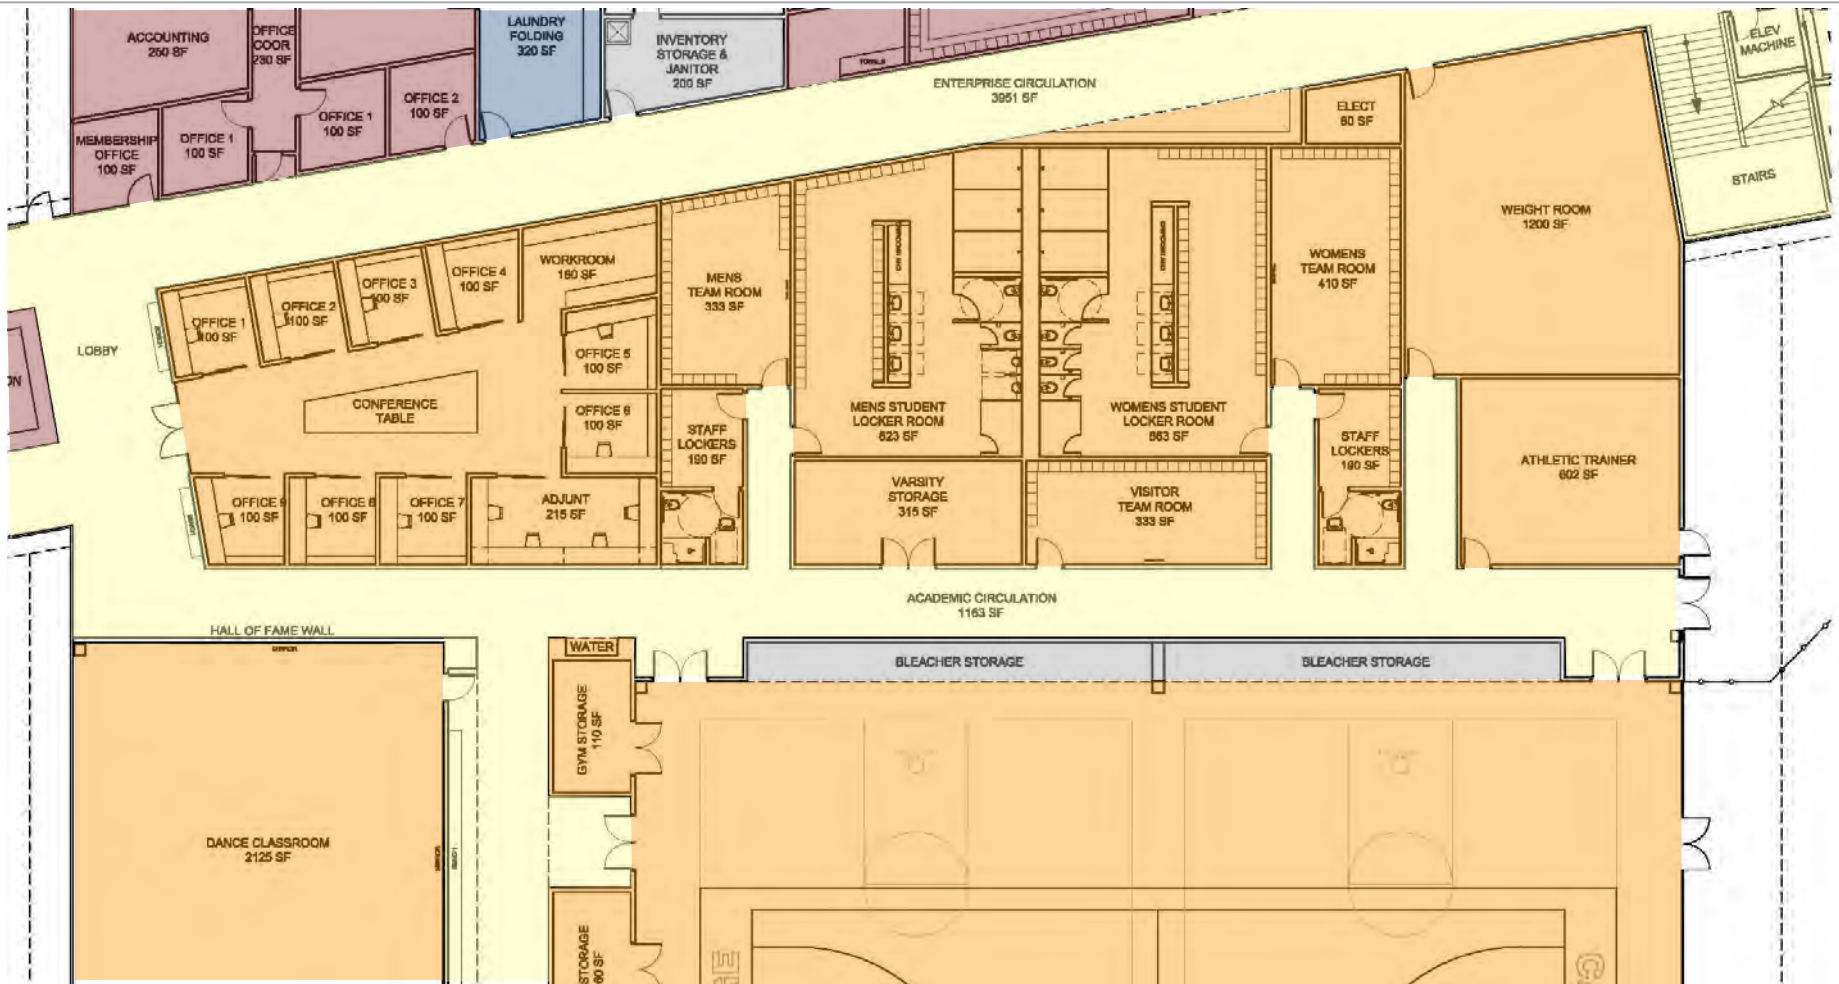 ACCOUNTING
250 SF
OFFICE
COOR
230 SF
LAUNDRY
FOLDING
320 SF
INVENTORY
STORAGE &
JANITOR
200 SF
TOWELS
ELEV
MACHINE
MEMBERSHIP
OFFICE
100 SF
OFFICE 1
100 SF
OFFICE 1
100 SF
OFFICE 2
100 SF
ENTERPRISE CIRCULATION
3951 SF
ELECT
60 SF
STAIRS
WEIGHT ROOM
1200 SF
LOBBY
OFFICE 1
100 SF
OFFICE 2
100 SF
OFFICE 3
100 SF
OFFICE 4
100 SF
WORKROOM
160 SF
MENS
TEAM ROOM
333 SF
WOMENS
TEAM ROOM
410 SF
OFFICE 5
100 SF
OFFICE 6
100 SF
CONFERENCE
TABLE
STAFF
LOCKERS
190 SF
MENS STUDENT
LOCKER ROOM
623 SF
WOMENS STUDENT
LOCKER ROOM
563 SF
STAFF
LOCKERS
190 SF
ATHLETIC TRAINER
602 SF
OFFICE 9
100 SF
OFFICE 8
100 SF
OFFICE 7
100 SF
ADJUNT
215 SF
VARSITY
STORAGE
315 SF
VISITOR
TEAM ROOM
333 SF
ACADEMIC CIRCULATION
1163 SF
HALL OF FAME WALL
MIRROR
WATER
BLEACHER STORAGE
BLEACHER STORAGE
GYM STORAGE
110 SF
DANCE CLASSROOM
2125 SF
MIRROR
STORAGE
60 SF